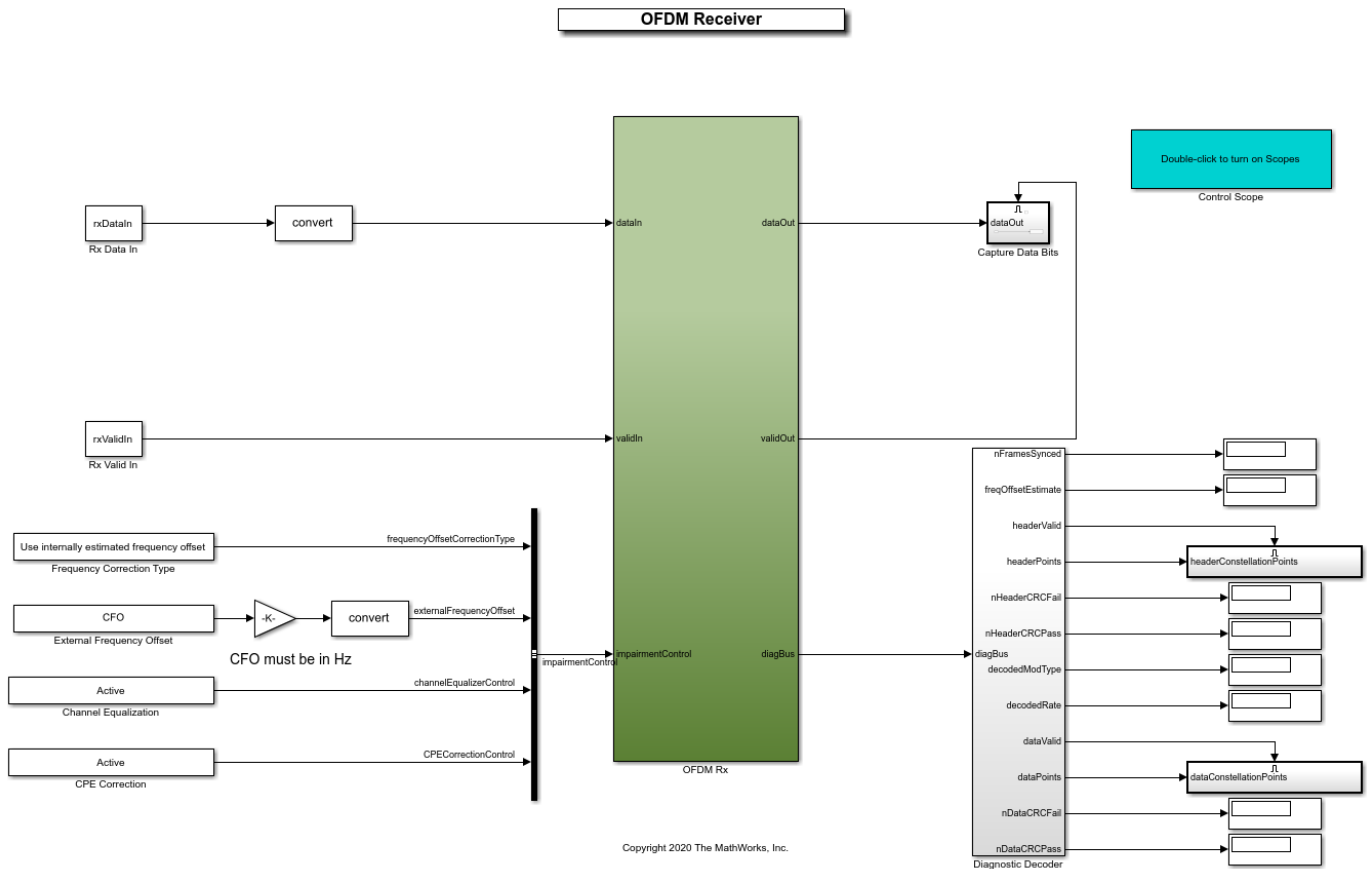 OFDM Receiver
Double-click to turn on Scopes
Control Scope
rxDataIn
Rx Data In
convert
dataIn
dataOut
dataOut
Capture Data Bits
rxValidIn
Rx Valid In
validIn
validOut
Use internally estimated frequency offset
Frequency Correction Type
frequencyOffsetCorrectionType
CFO
External Frequency Offset
-K-
convert
externalFrequencyOffset
CFO must be in Hz
Active
Channel Equalization
channelEqualizerControl
Active
CPE Correction
CPECorrectionControl
impairmentControl
impairmentControl
diagBus
OFDM Rx
diagBus
nFramesSynced
freqOffsetEstimate
headerValid
headerPoints
headerConstellationPoints
nHeaderCRCFail
nHeaderCRCPass
decodedModType
decodedRate
dataValid
dataPoints
dataConstellationPoints
nDataCRCFail
nDataCRCPass
Diagnostic Decoder
Copyright 2020 The MathWorks, Inc.